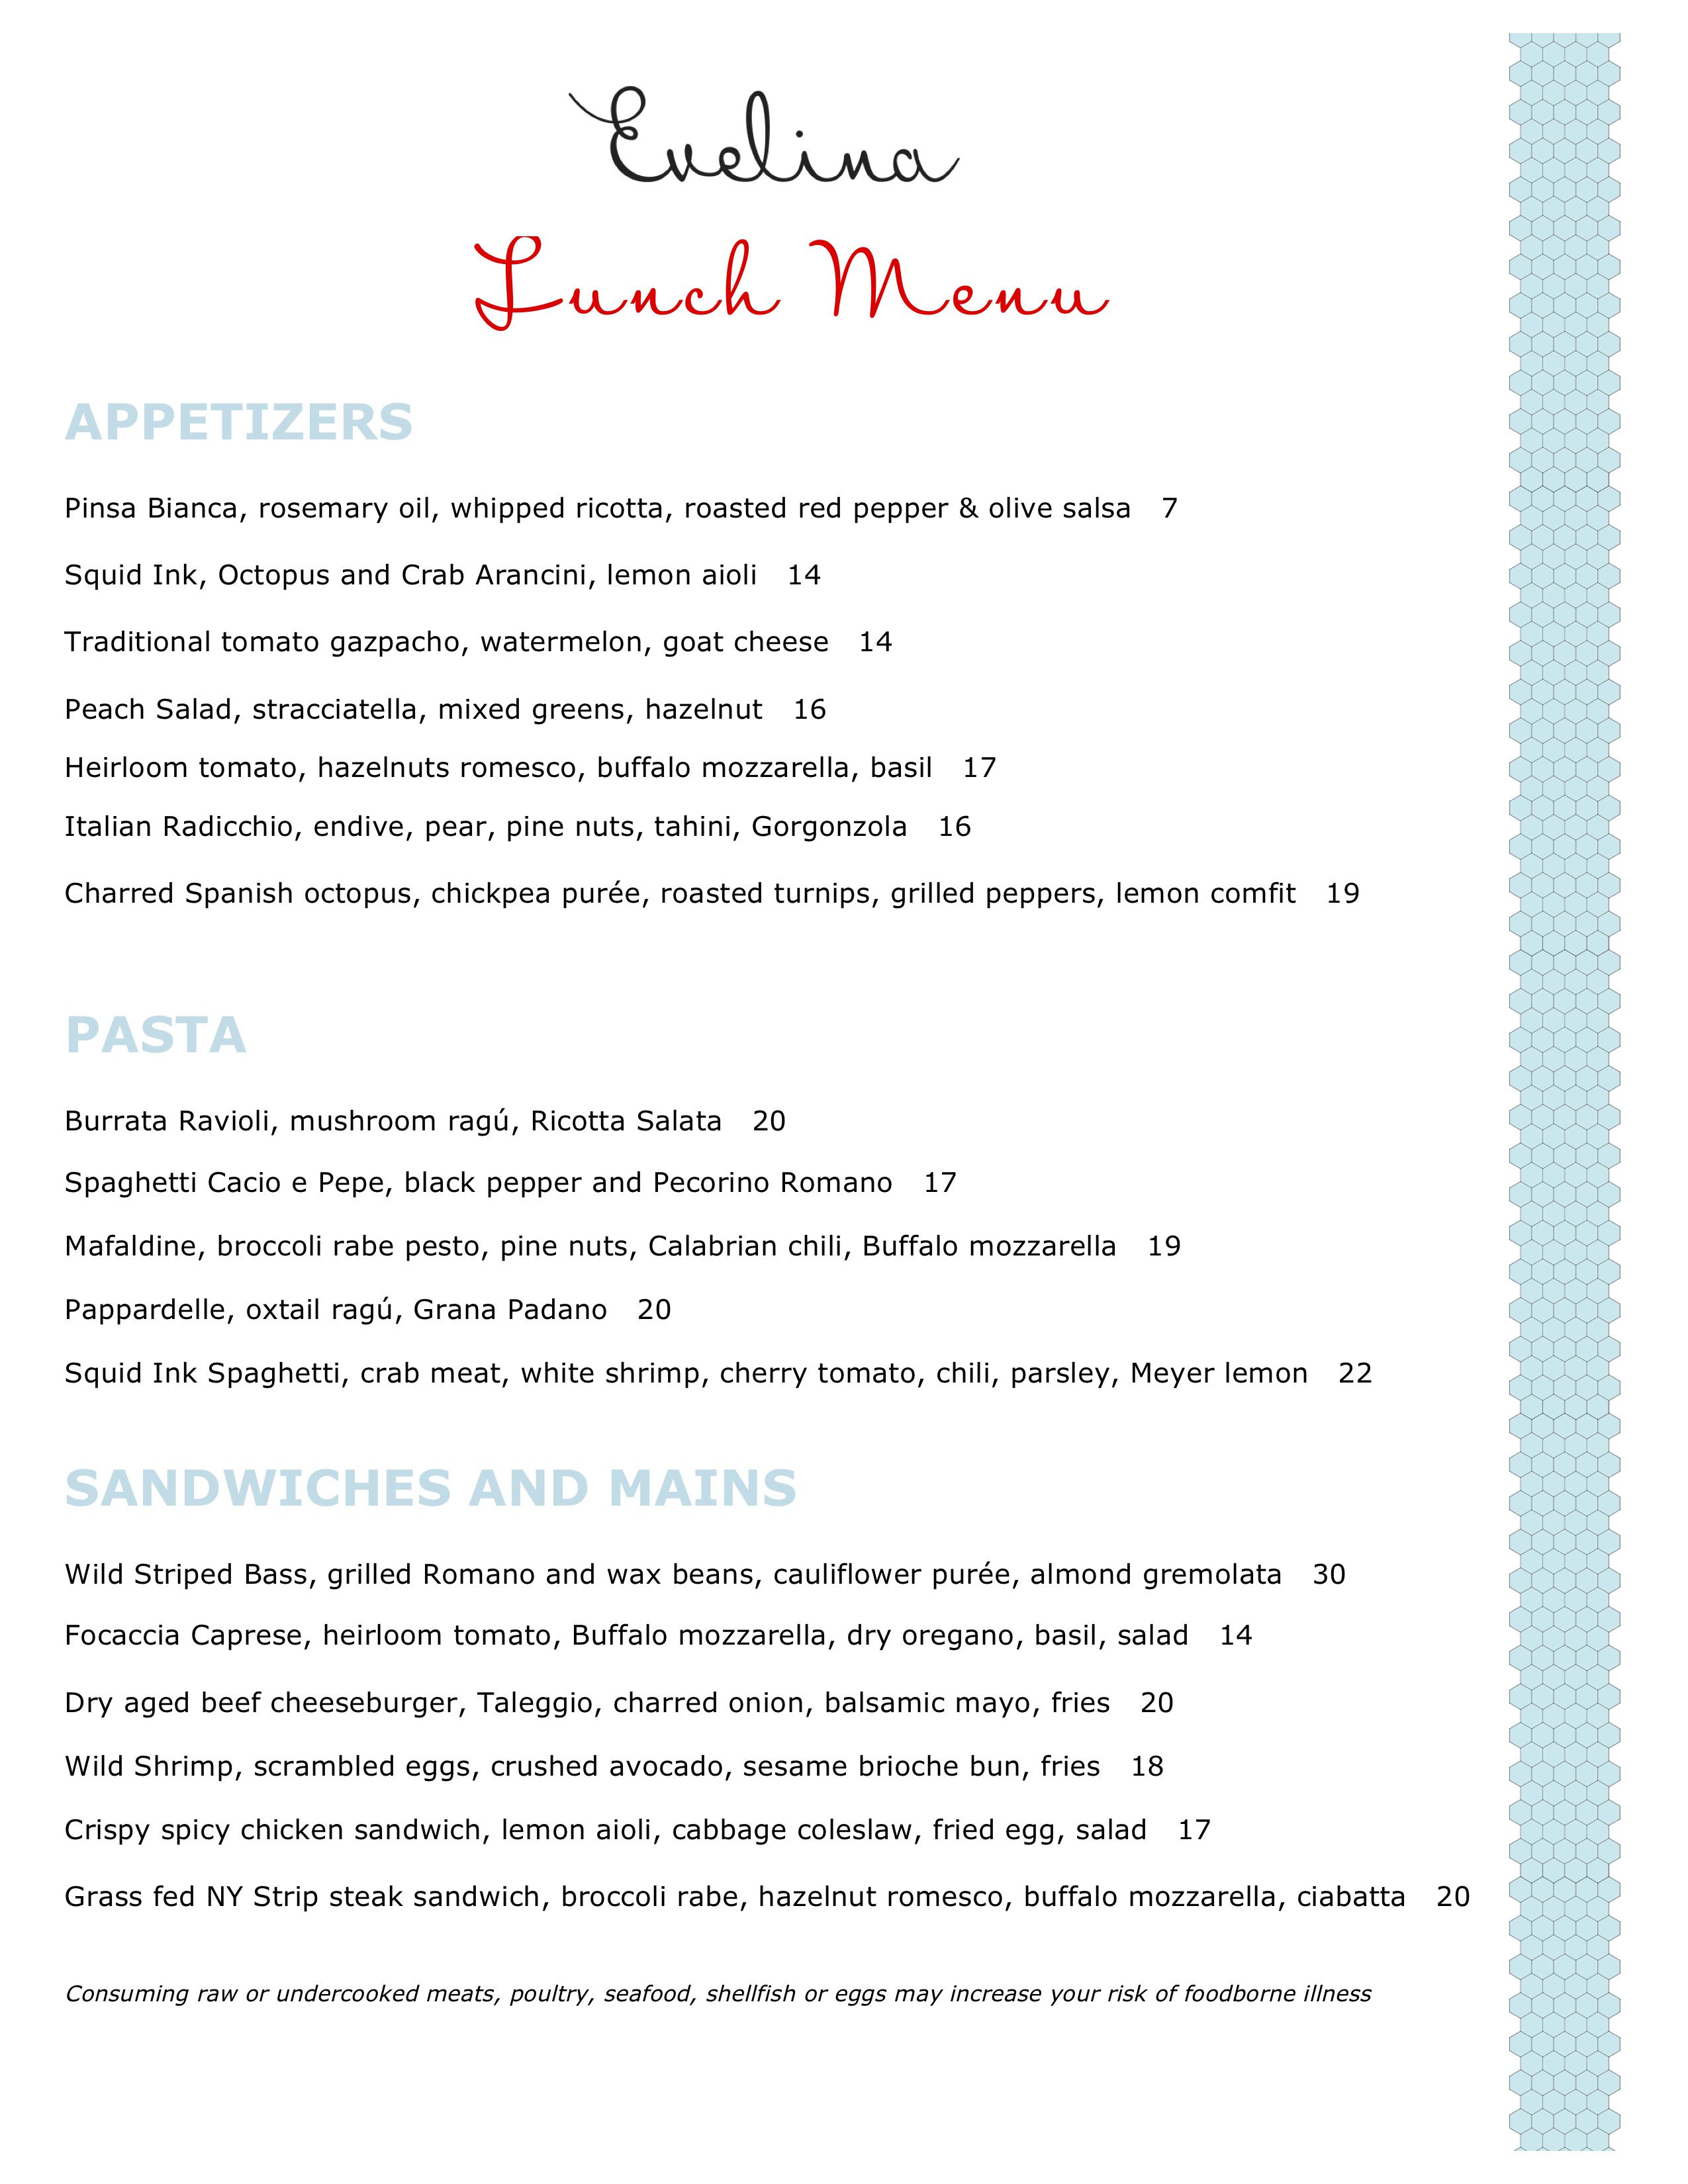 Evelina
Lunch Menu
APPETIZERS
Pinsa Bianca, rosemary oil, whipped ricotta, roasted red pepper & olive salsa 7
Squid Ink, Octopus and Crab Arancini, lemon aioli 14
Traditional tomato gazpacho, watermelon, goat cheese 14
Peach Salad, stracciatella, mixed greens, hazelnut 16
Heirloom tomato, hazelnuts romesco, buffalo mozzarella, basil 17
Italian Radicchio, endive, pear, pine nuts, tahini, Gorgonzola 16
Charred Spanish octopus, chickpea purée, roasted turnips, grilled peppers, lemon comfit 19
PASTA
Burrata Ravioli, mushroom ragú, Ricotta Salata 20
Spaghetti Cacio e Pepe, black pepper and Pecorino Romano 17
Mafaldine, broccoli rabe pesto, pine nuts, Calabrian chili, Buffalo mozzarella 19
Pappardelle, oxtail ragú, Grana Padano 20
Squid Ink Spaghetti, crab meat, white shrimp, cherry tomato, chili, parsley, Meyer lemon 22
SANDWICHES AND MAINS
Wild Striped Bass, grilled Romano and wax beans, cauliflower purée, almond gremolata 30
Focaccia Caprese, heirloom tomato, Buffalo mozzarella, dry oregano, basil, salad 14
Dry aged beef cheeseburger, Taleggio, charred onion, balsamic mayo, fries 20
Wild Shrimp, scrambled eggs, crushed avocado, sesame brioche bun, fries 18
Crispy spicy chicken sandwich, lemon aioli, cabbage coleslaw, fried egg, salad 17
Grass fed NY Strip steak sandwich, broccoli rabe, hazelnut romesco, buffalo mozzarella, ciabatta 20
Consuming raw or undercooked meats, poultry, seafood, shellfish or eggs may increase your risk of foodborne illness